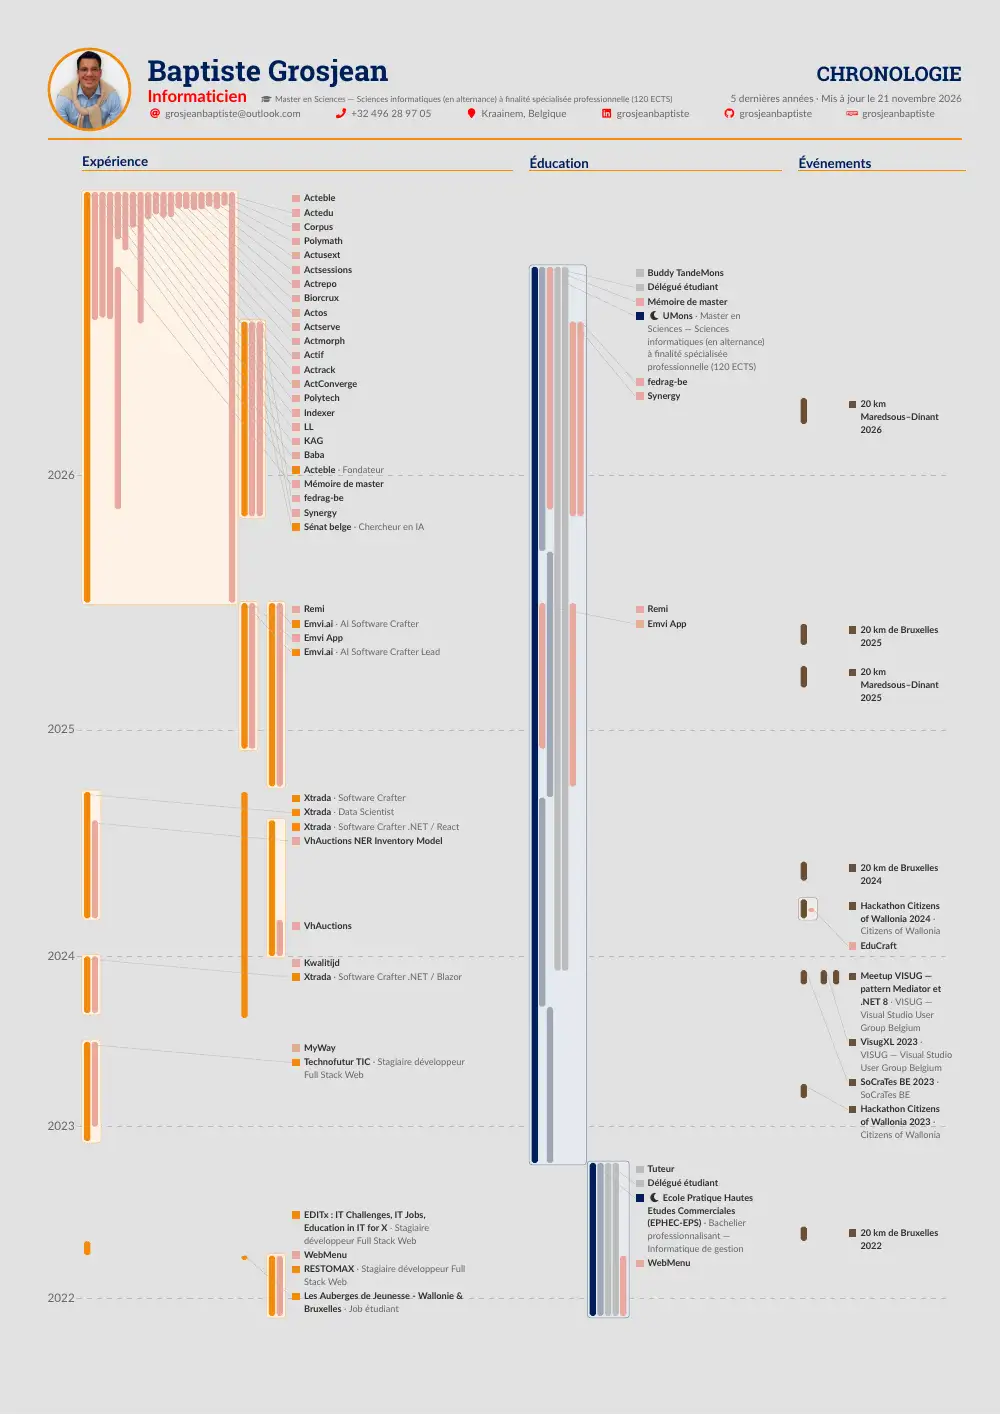 Baptiste Grosjean
CHRONOLOGIE
Informaticien
Master en Sciences — Sciences informatiques (en alternance) à finalité spécialisée professionnelle (120 ECTS)
5 dernières années · Mis à jour le 21 novembre 2026
grosjeanbaptiste@outlook.com
+32 496 28 97 05
Kraainem, Belgique
grosjeanbaptiste
grosjeanbaptiste
grosjeanbaptiste
Expérience
Acteble
Actedu
Corpus
Polymath
Actusext
Actsessions
Actrepo
Biorcrux
Actos
Actserve
Actmorph
Actif
Actrack
ActConverge
Polytech
Indexer
LL
KAG
Baba
Acteble · Fondateur
Mémoire de master
fedrag-be
Synergy
Sénat belge · Chercheur en IA
Remi
Emvi.ai · AI Software Crafter
Emvi App
Emvi.ai · AI Software Crafter Lead
Xtrada · Software Crafter
Xtrada · Data Scientist
Xtrada · Software Crafter .NET / React
VhAuctions NER Inventory Model
VhAuctions
Kwalitijd
Xtrada · Software Crafter .NET / Blazor
MyWay
Technofutur TIC · Stagiaire développeur
Full Stack Web
EDITx : IT Challenges, IT Jobs,
Education in IT for X · Stagiaire
développeur Full Stack Web
WebMenu
RESTOMAX · Stagiaire développeur Full
Stack Web
Les Auberges de Jeunesse - Wallonie &
Bruxelles · Job étudiant
2026
2025
2024
2023
2022
Éducation
Buddy TandeMons
Délégué étudiant
Mémoire de master
UMons · Master en
Sciences — Sciences
informatiques (en alternance)
à finalité spécialisée
professionnelle (120 ECTS)
fedrag-be
Synergy
Remi
Emvi App
Tuteur
Délégué étudiant
Ecole Pratique Hautes
Etudes Commerciales
(EPHEC-EPS) · Bachelier
professionnalisant —
Informatique de gestion
WebMenu
Événements
20 km
Maredsous–Dinant
2026
20 km de Bruxelles
2025
20 km
Maredsous–Dinant
2025
20 km de Bruxelles
2024
Hackathon Citizens
of Wallonia 2024 ·
Citizens of Wallonia
EduCraft
Meetup VISUG —
pattern Mediator et
.NET 8 · VISUG —
Visual Studio User
Group Belgium
VisugXL 2023 ·
VISUG — Visual Studio
User Group Belgium
SoCraTes BE 2023 ·
SoCraTes BE
Hackathon Citizens
of Wallonia 2023 ·
Citizens of Wallonia
20 km de Bruxelles
2022